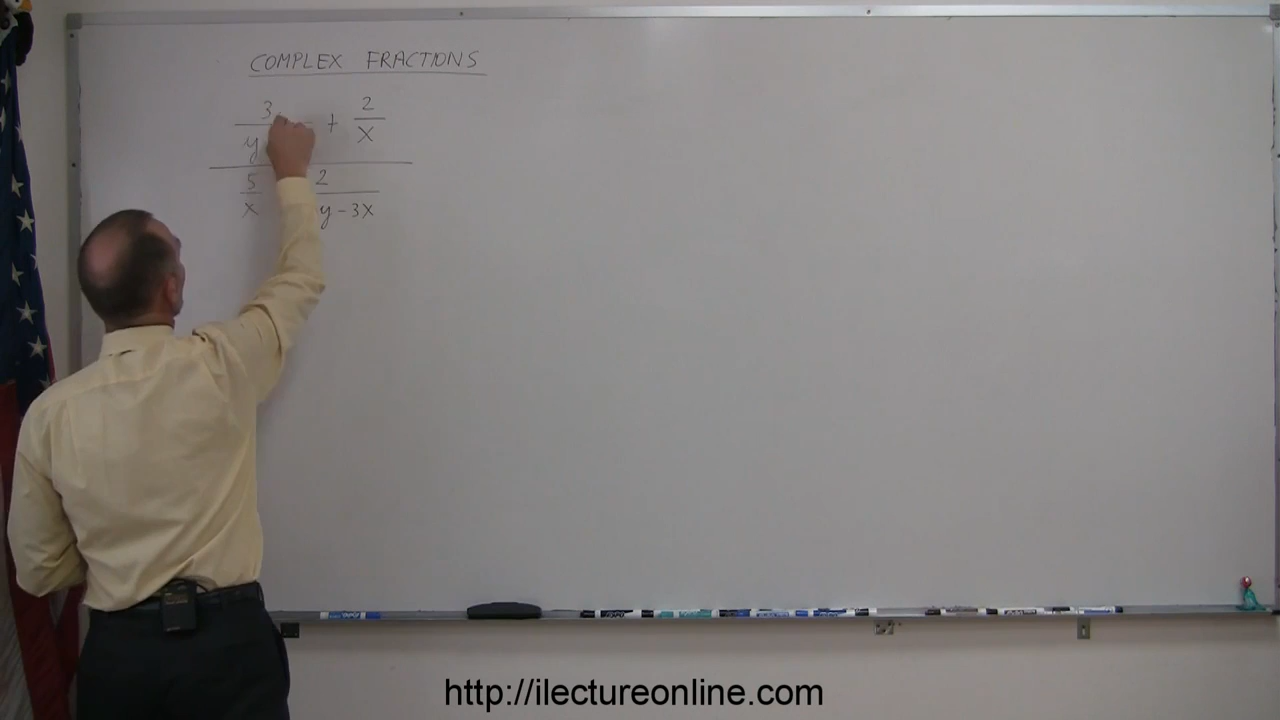 COMPLEX FRACTIONS
3 + 2
y x
5 2
x y - 3x
http://ilectureonline.com